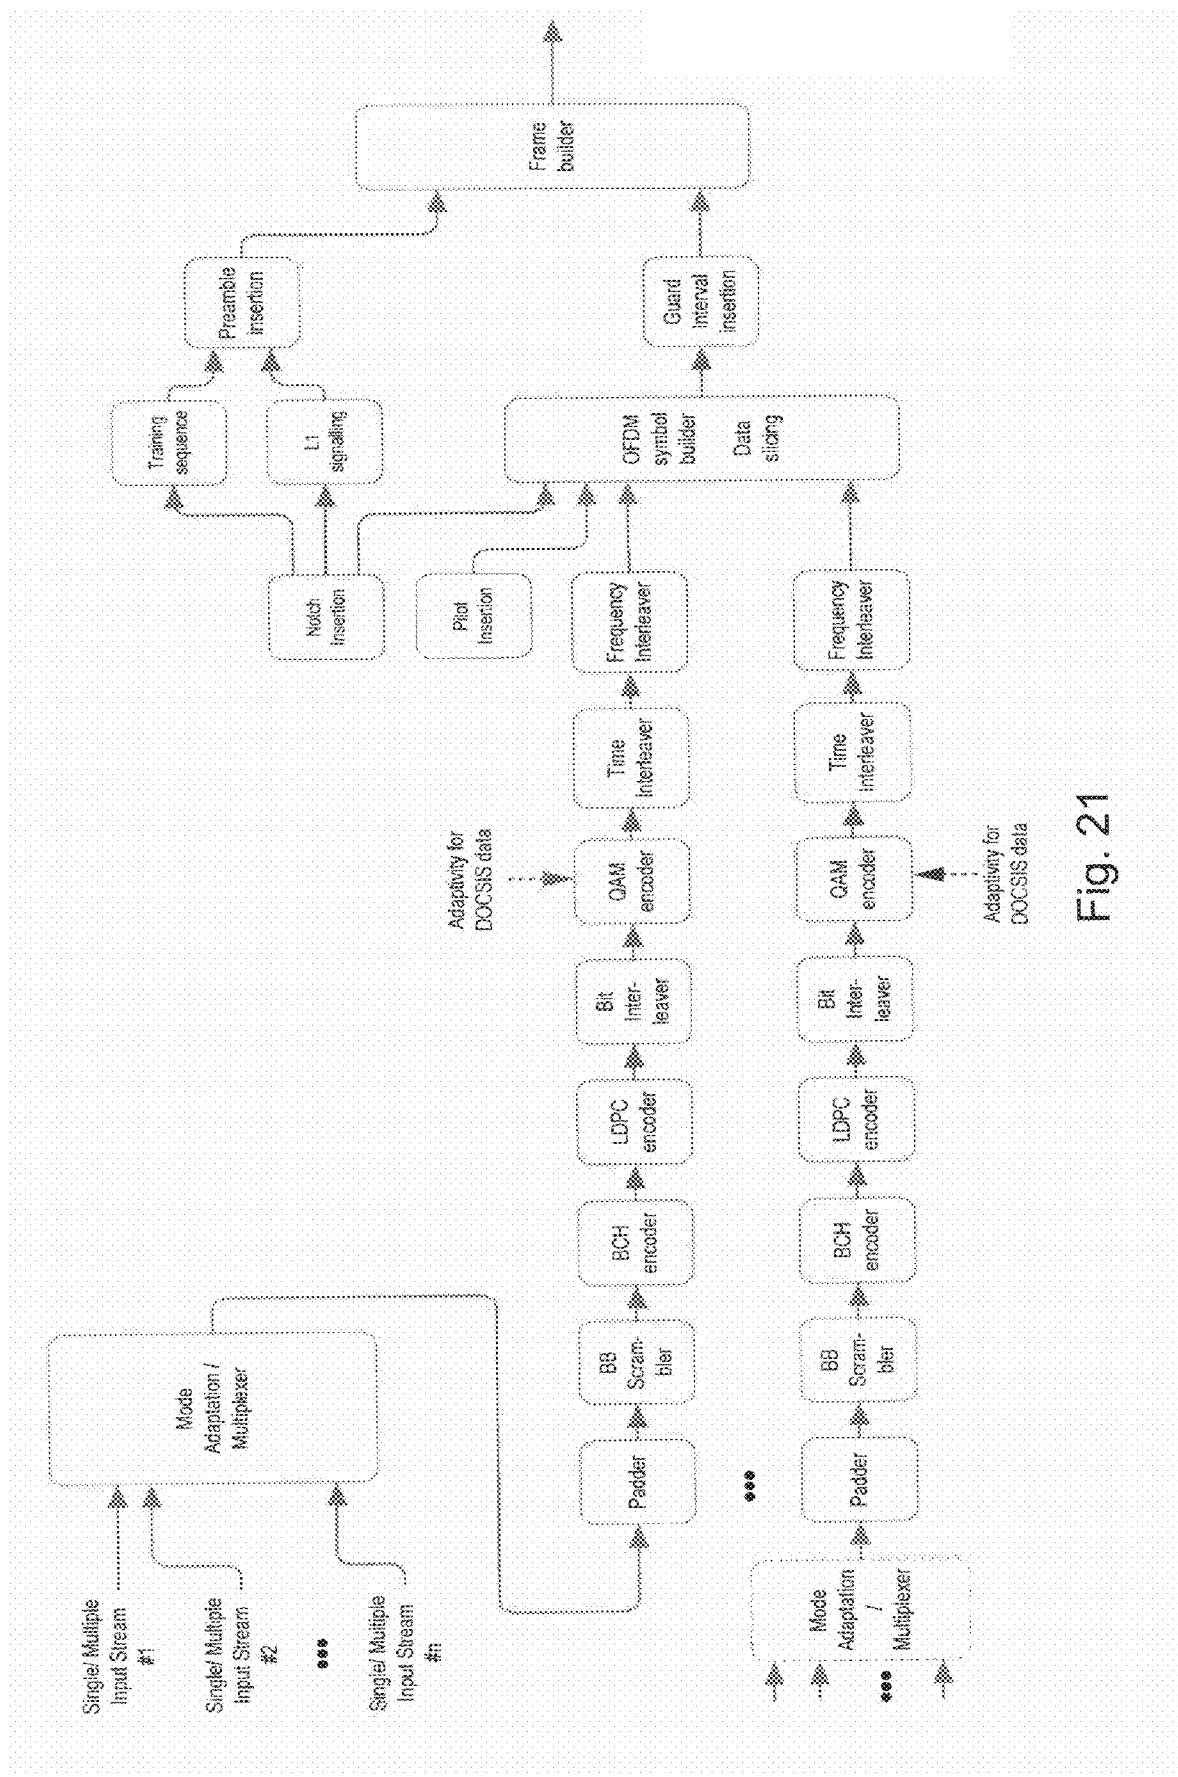 Single/ Multiple
Input Stream
#1
Single/ Multiple
Input Stream
#2
•••
Single/ Multiple
Input Stream
#n
Mode
Adaptation /
Multiplexer
Training
sequence
L1
signalling
Preamble
insertion
Notch
Insertion
Pilot
Insertion
Frame
builder
Adaptivity for
DOCSIS data
Padder
BB
Scram-
bler
BCH
encoder
LDPC
encoder
Bit
Inter-
leaver
QAM
encoder
Time
Interleaver
Frequency
Interleaver
OFDM
symbol
builder
Data
slicing
Guard
Interval
insertion
•••
Mode
Adaptation
/
Multiplexer
•••
Padder
BB
Scram-
bler
BCH
encoder
LDPC
encoder
Bit
Inter-
leaver
QAM
encoder
Time
Interleaver
Frequency
Interleaver
Adaptivity for
DOCSIS data
Fig. 21